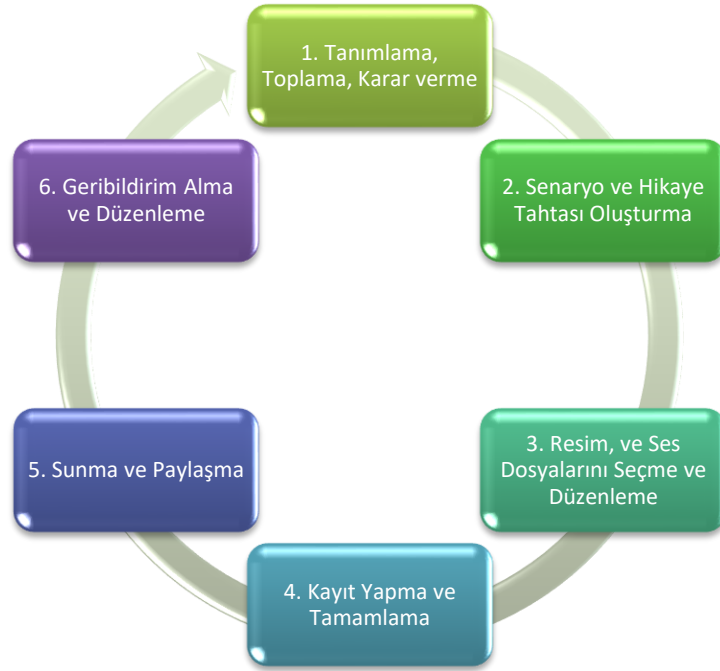 1. Tanımlama,
Toplama, Karar verme
2. Senaryo ve Hikaye
Tahtası Oluşturma
3. Resim, ve Ses
Dosyalarını Seçme ve
Düzenleme
4. Kayıt Yapma ve
Tamamlama
5. Sunma ve Paylaşma
6. Geribildirim Alma
ve Düzenleme